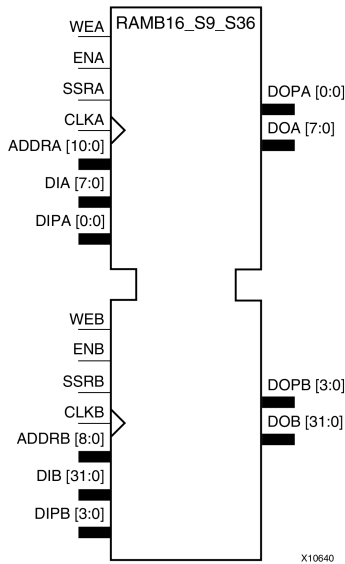 RAMB16_S9_S36
WEA
ENA
SSRA
CLKA
ADDRA [10:0]
DIA [7:0]
DIPA [0:0]
DOPA [0:0]
DOA [7:0]
WEB
ENB
SSRB
CLKB
ADDRB [8:0]
DIB [31:0]
DIPB [3:0]
DOPB [3:0]
DOB [31:0]
X10640